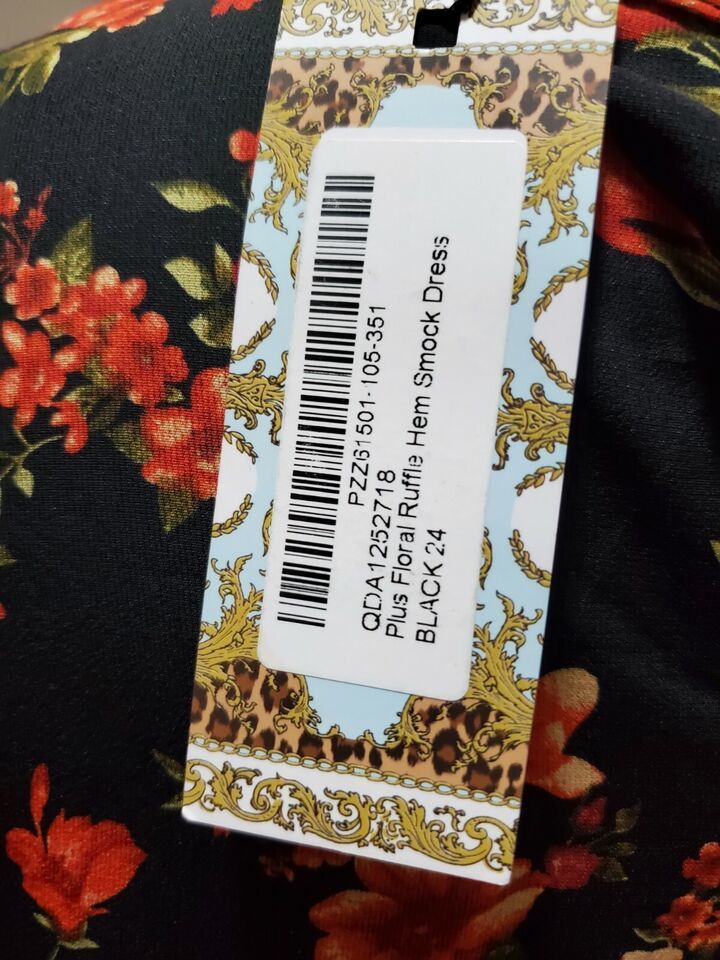 PZZ61501-105-351
QDA1252718
Plus Floral Ruffle Hem Smock Dress
BLACK 24